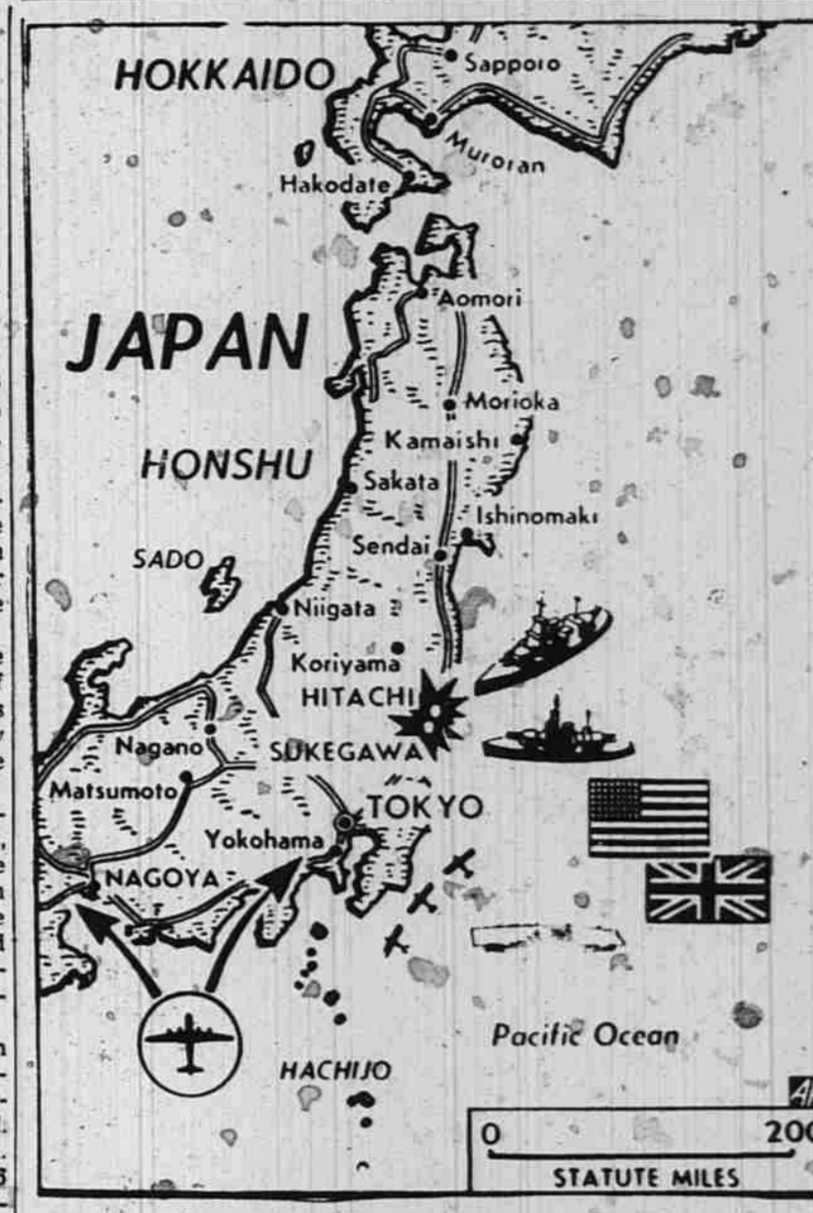 HOKKAIDO
Sapporo
Muroran
Hakodate
Aomori
JAPAN
Morioka
Kamaishi
HONSHU
Sakata
Ishinomaki
Sendai
SADO
Niigata
Koriyama
HITACHI
Nagano
SUKEGAWA
Matsumoto
TOKYO
Yokohama
NAGOYA
Pacific Ocean
HACHIJO
0
STATUTE MILES